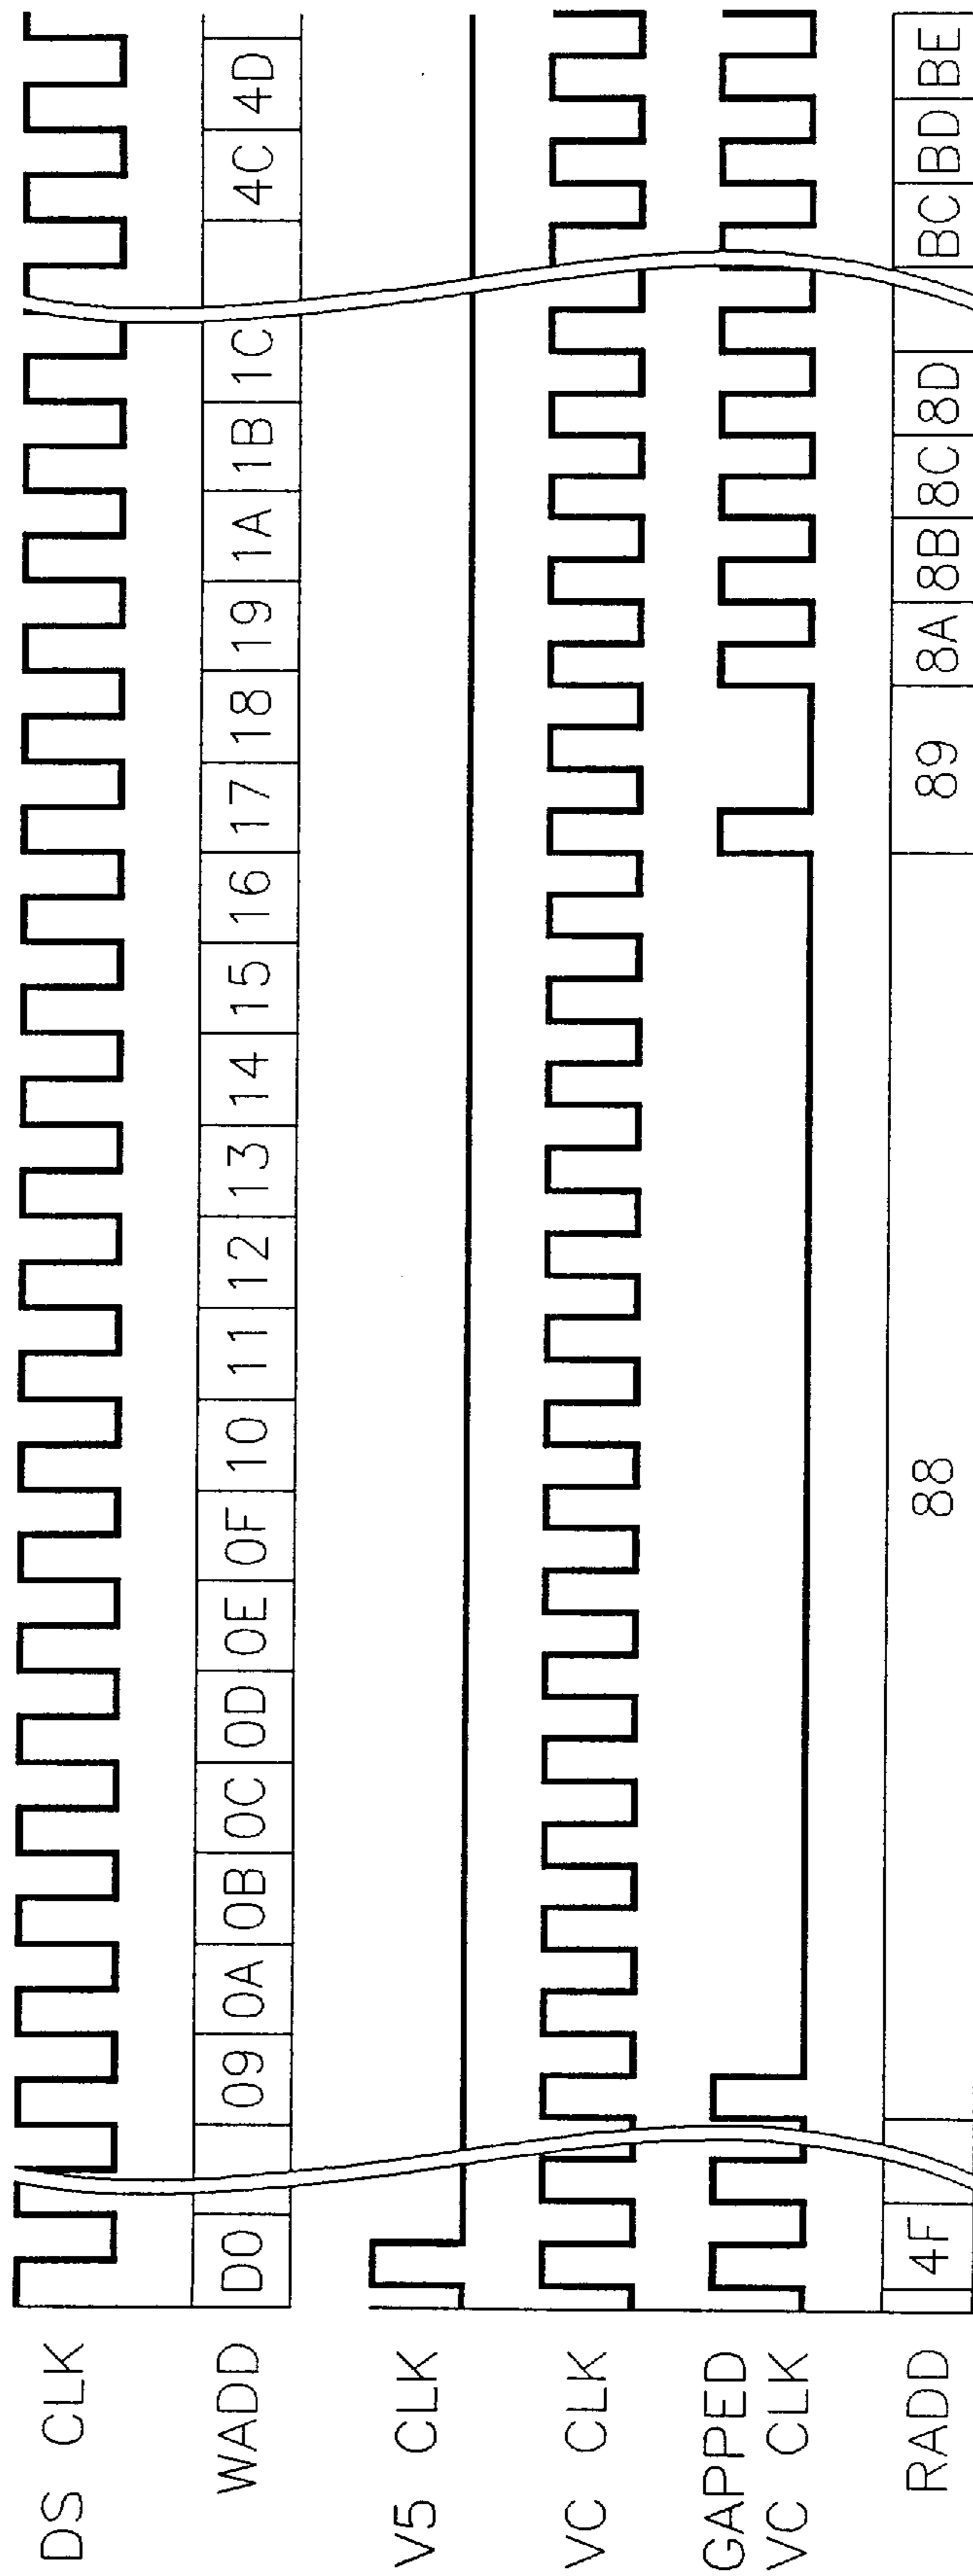 DS CLK
WADD D0 09 0A 0B 0C 0D 0E 0F 10 11 12 13 14 15 16 17 18 19 1A 1B 1C 4C 4D
V5 CLK
VC CLK
GAPPED
VC CLK
RADD 4F 88 89 8A 8B 8C 8D BC BD BE